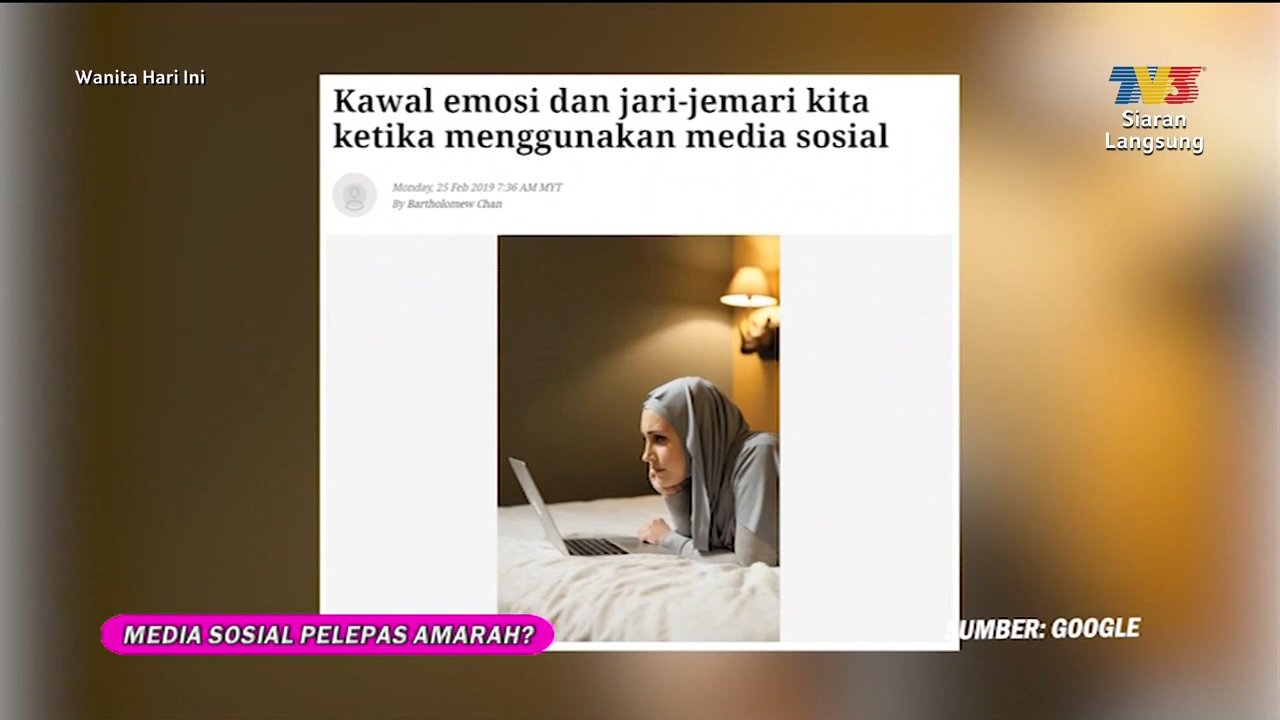 Wanita Hari Ini
TV3
Siaran
Langsung
Kawal emosi dan jari-jemari kita
ketika menggunakan media sosial
Monday, 25 Feb 2019 7:36 AM MYT
By Bartholomew Chan
MEDIA SOSIAL PELEPAS AMARAH?
SUMBER: GOOGLE